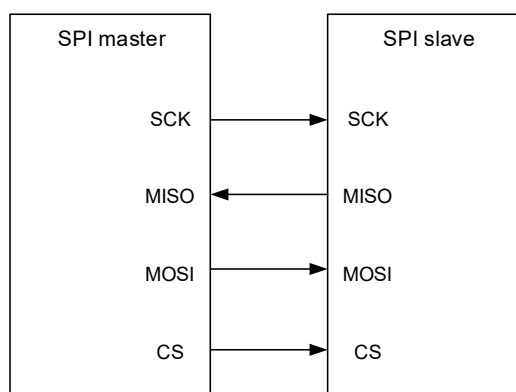 SPI master SPI slave
SCK SCK
MISO MISO
MOSI MOSI
CS CS